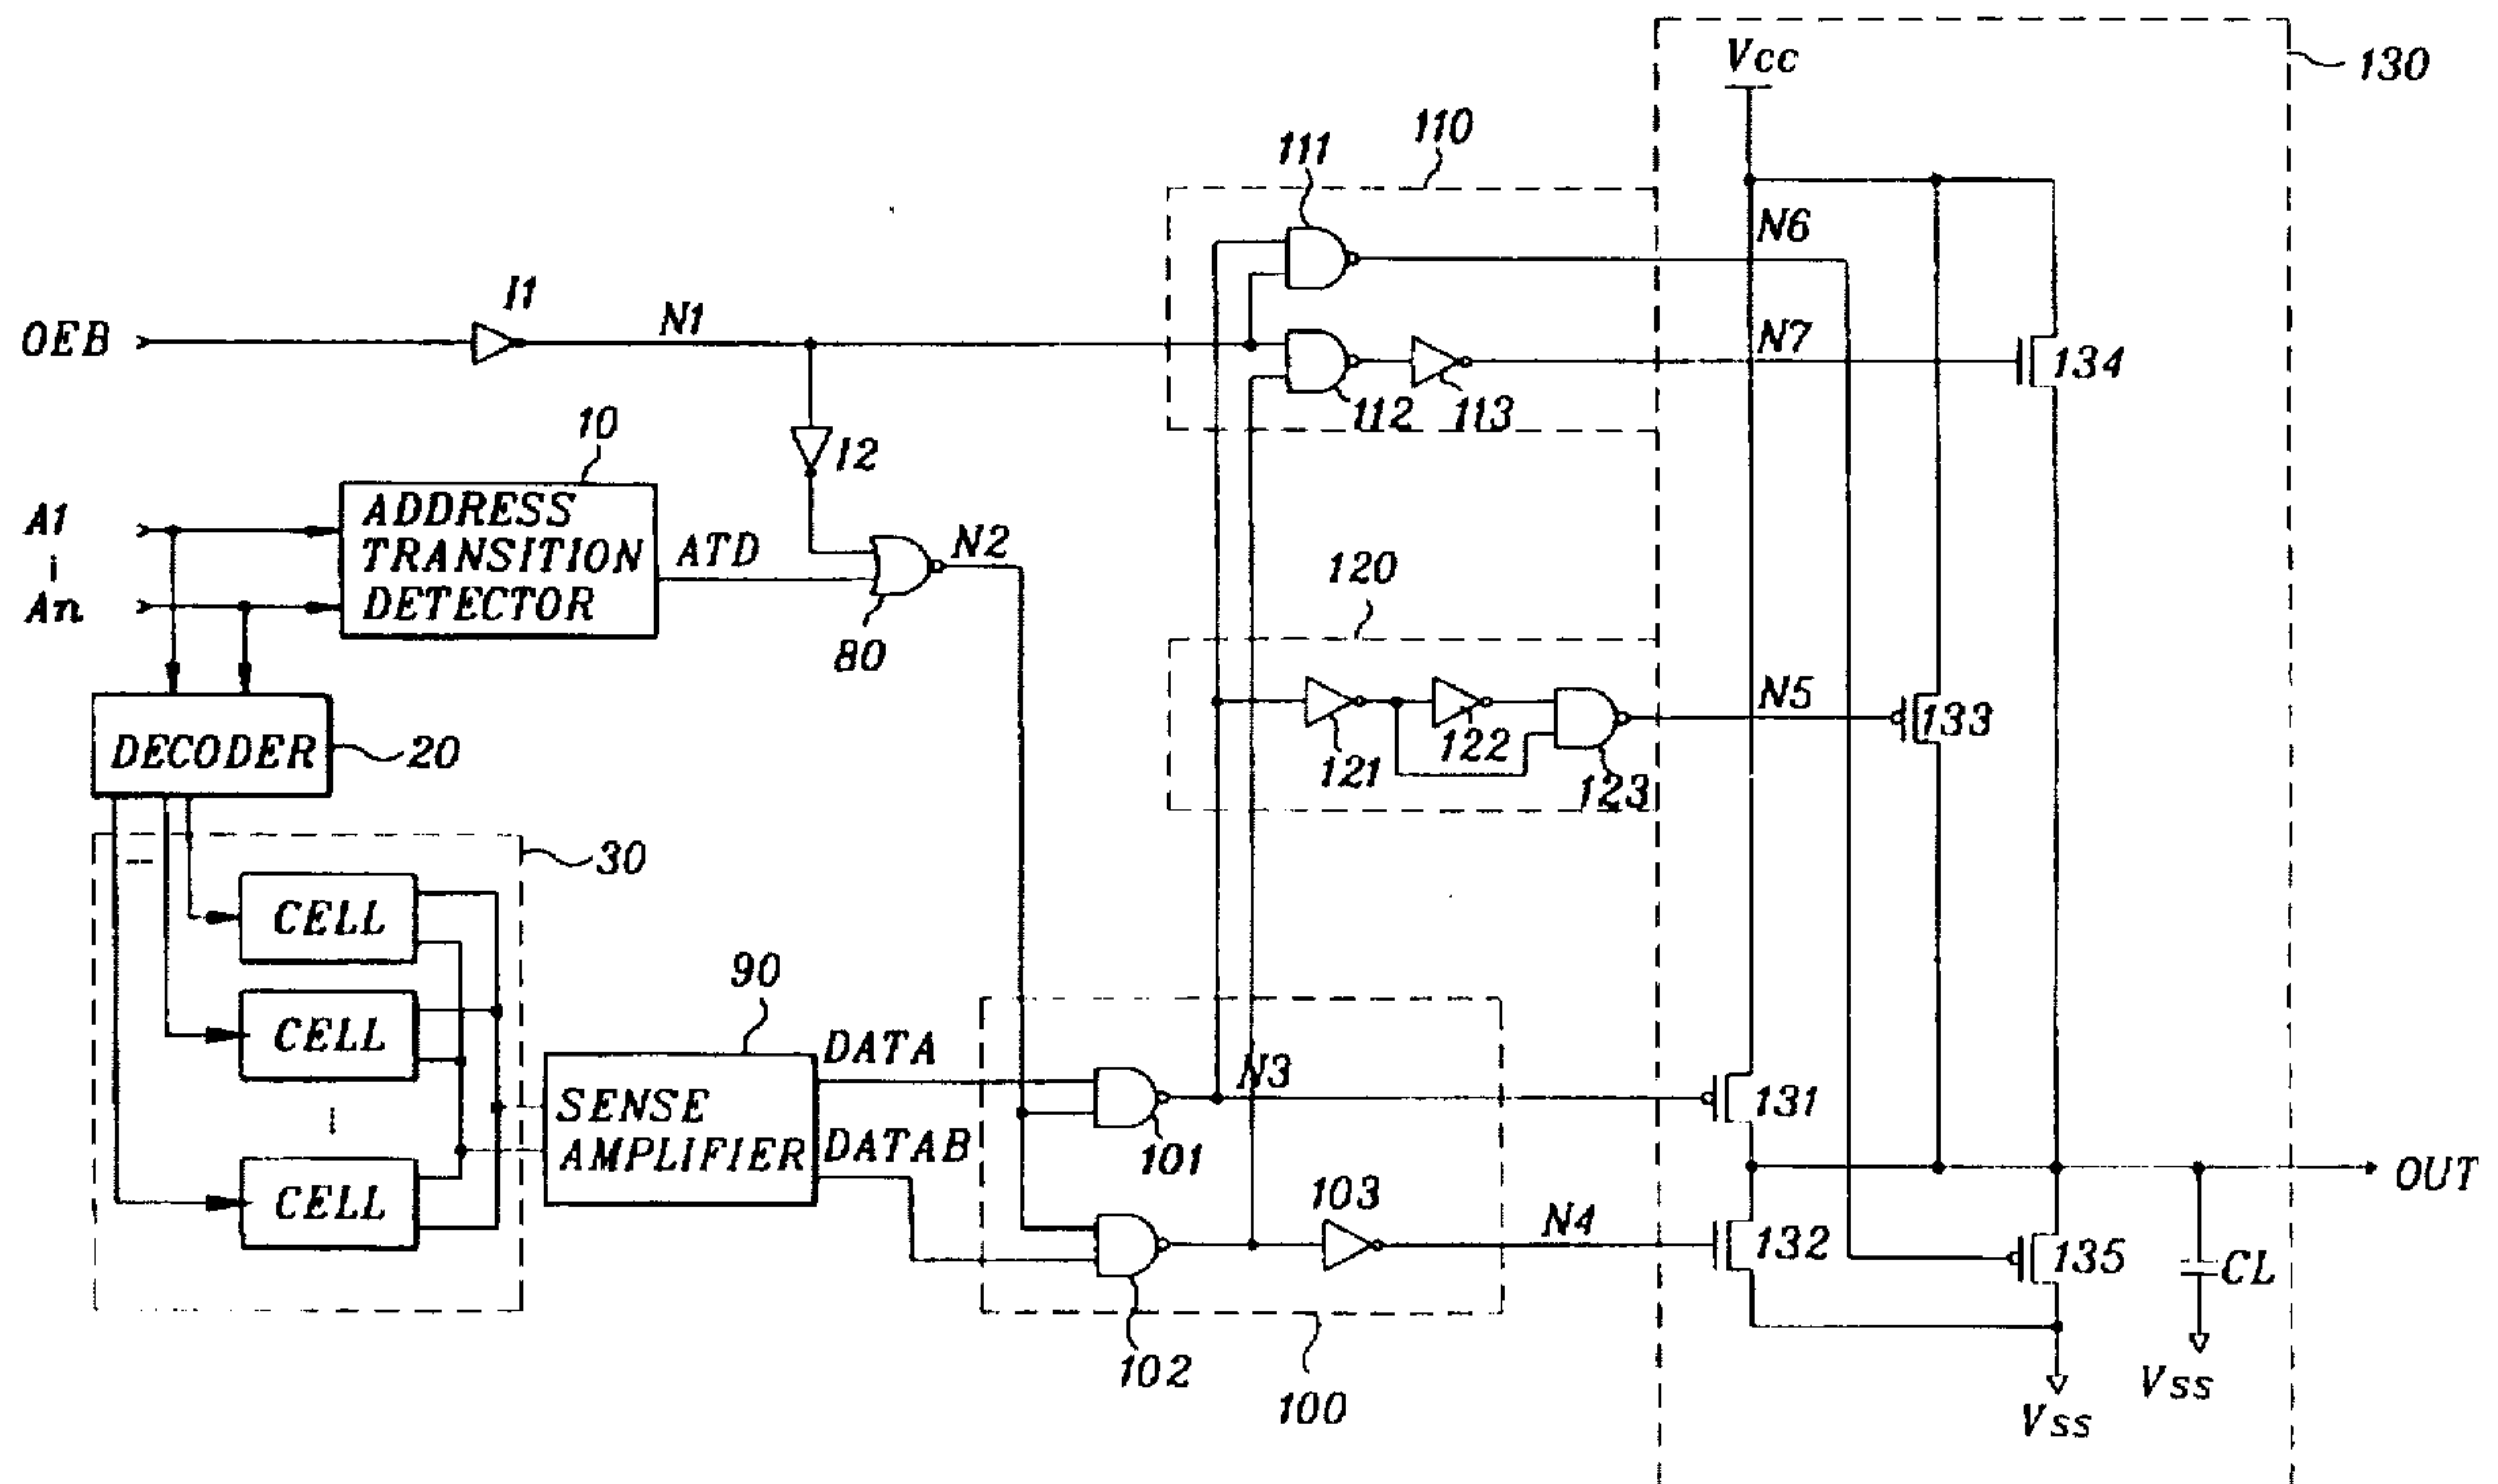 Vcc
130
110
111
N6
I1
N1
OEB
N7
134
112
113
10
I2
A1
An
ADDRESS
TRANSITION
DETECTOR
ATD
N2
80
120
N5
133
121
122
123
DECODER
20
30
CELL
CELL
CELL
90
SENSE
AMPLIFIER
DATA
DATAB
N3
101
131
OUT
103
N4
132
135
CL
102
100
Vss
Vss